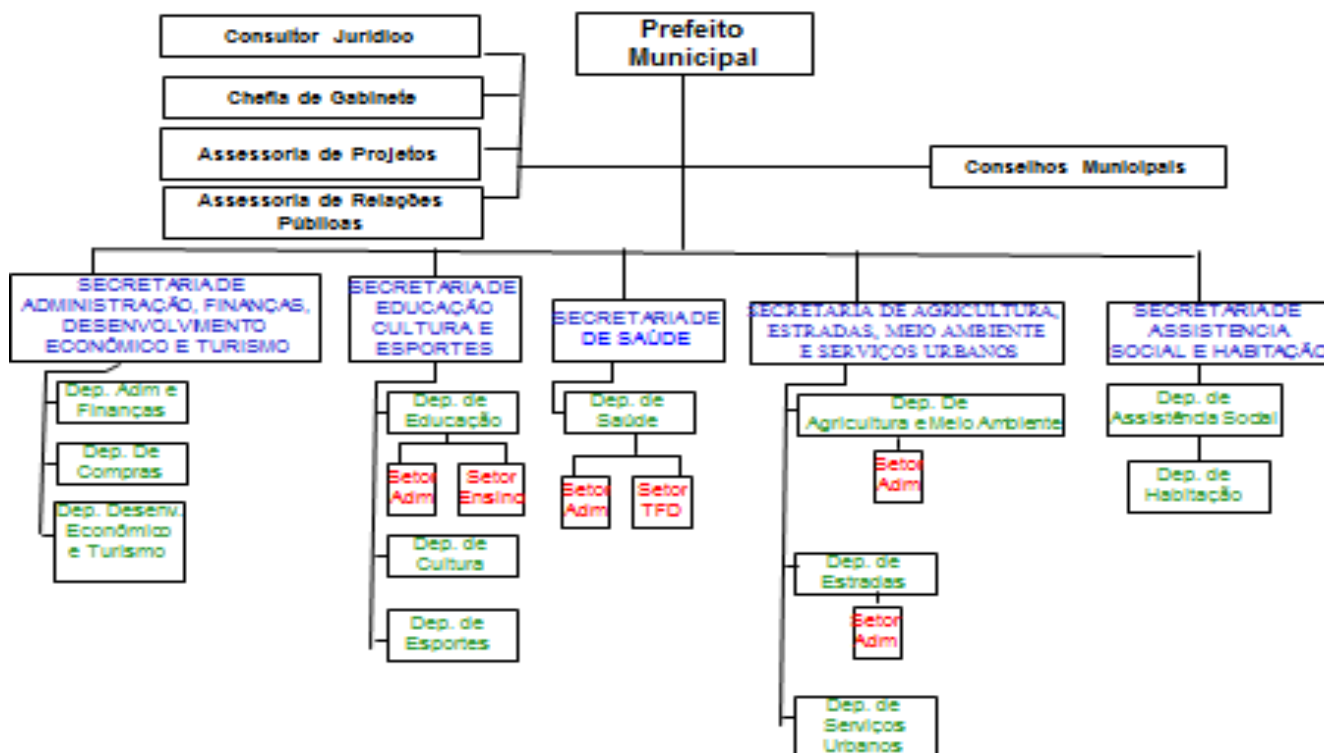 Consultor Jurídico
Prefeito
Municipal
Chefia de Gabinete
Assessoria de Projetos
Conselhos Municipais
Assessoria de Relações
Públicas
SECRETARIA DE
ADMINISTRAÇÃO, FINANÇAS,
DESENVOLVIMENTO
ECONÔMICO E TURISMO
SECRETARIA DE
EDUCAÇÃO
CULTURA E
ESPORTES
SECRETARIA DE
DE SAÚDE
SECRETARIA DE AGRICULTURA,
ESTRADAS, MEIO AMBIENTE
E SERVIÇOS URBANOS
SECRETARIA DE
ASSISTENCIA
SOCIAL E HABITAÇÃO
Dep. Adm e
Finanças
Dep. De
Compras
Dep. Desenv.
Econômico
e Turismo
Dep. de
Educação
Setor
Adm
Setor
Ensino
Dep. de
Cultura
Dep. de
Esportes
Dep. de
Saúde
Setor
Adm
Setor
TFD
Dep. De
Agricultura e Meio Ambiente
Setor
Adm
Dep. de
Estradas
Setor
Adm
Dep. de
Serviços
Urbanos
Dep. de
Assistência Social
Dep. de
Habitação